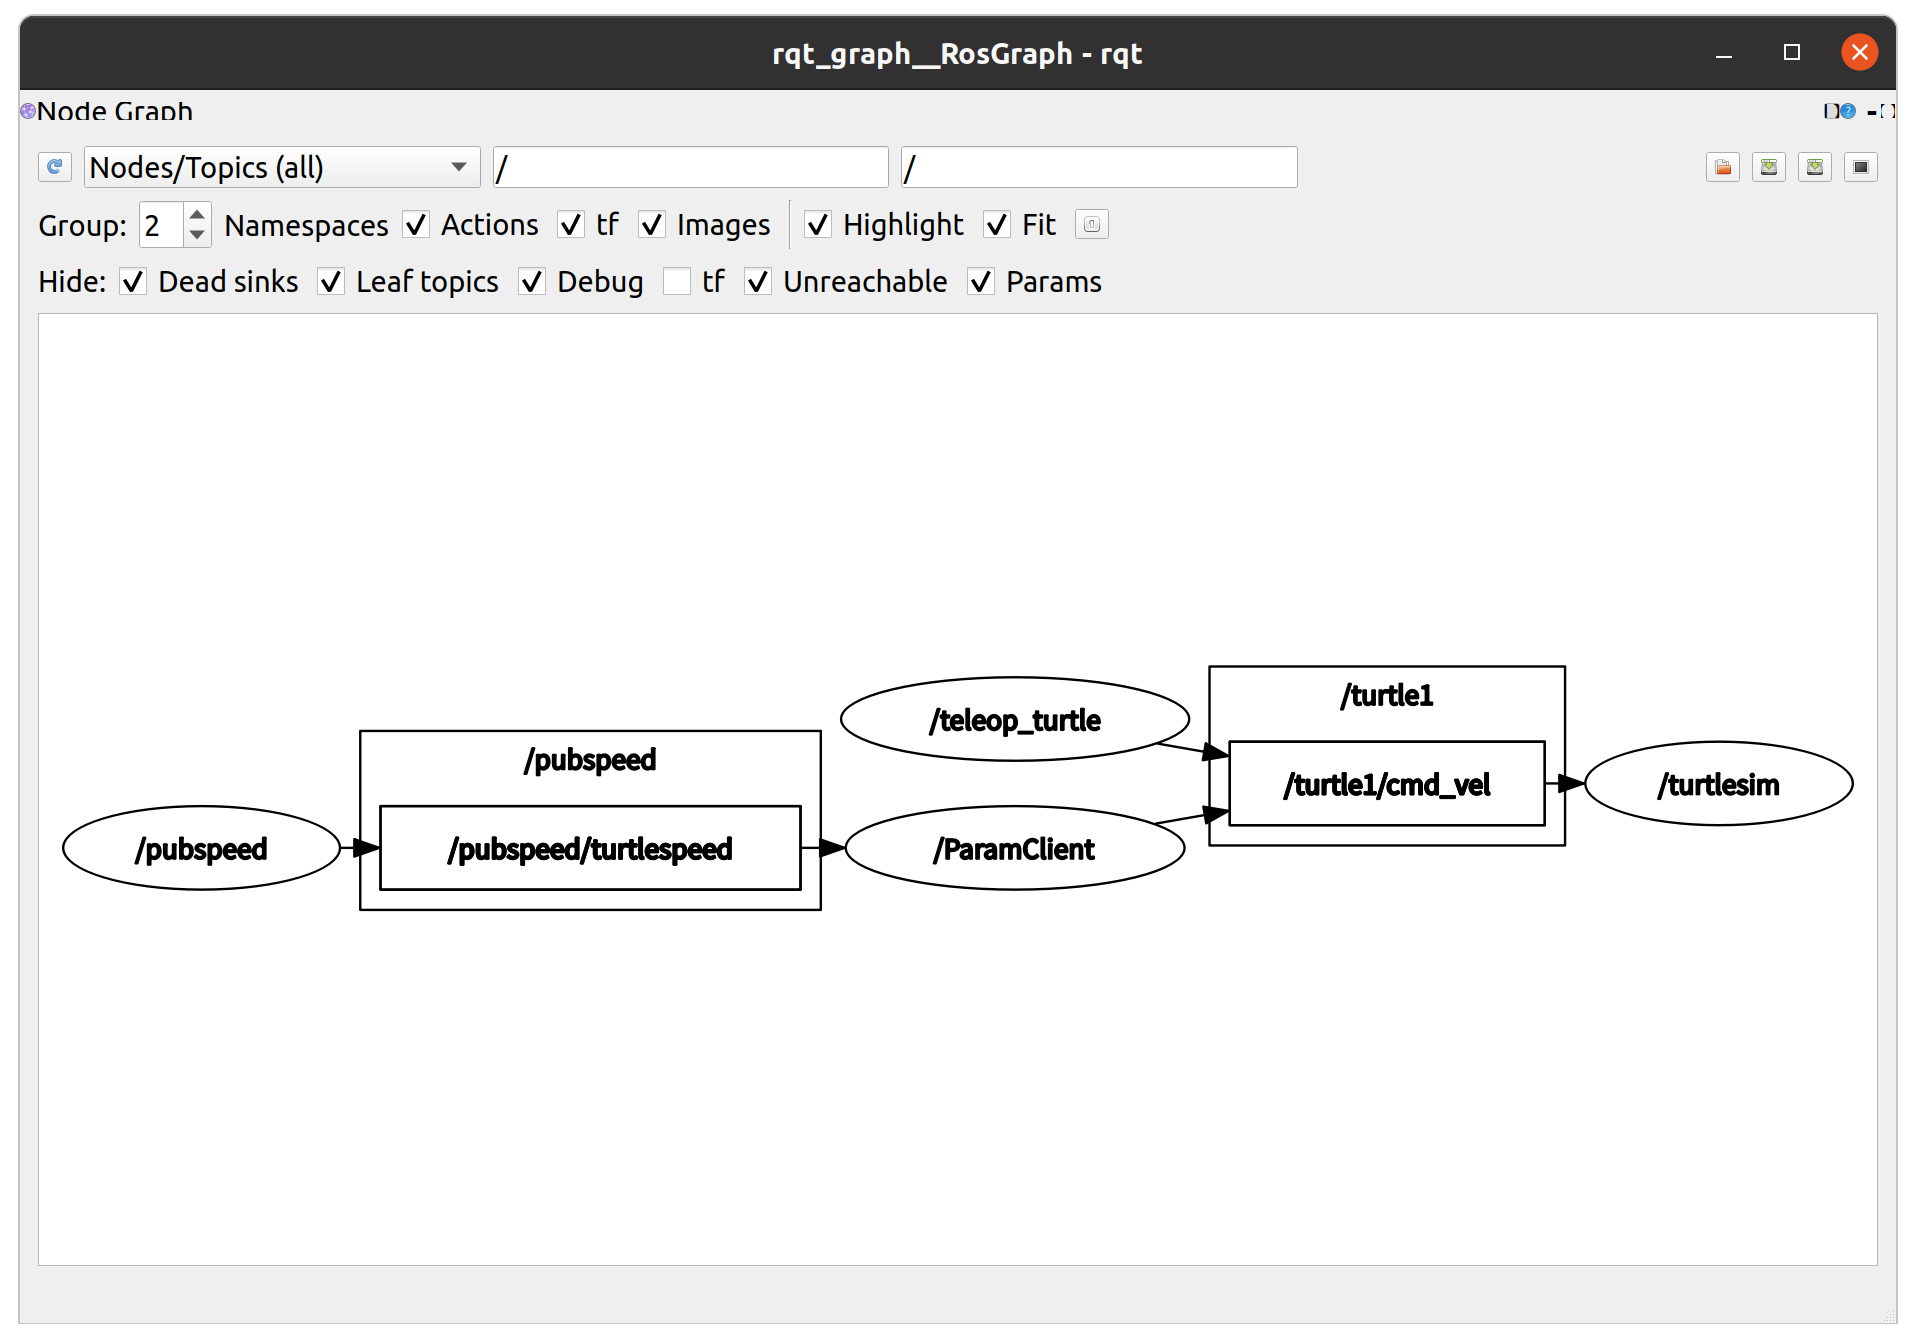 rqt_graph__RosGraph - rqt
Node Graph
Nodes/Topics (all) / /
Group: 2 Namespaces Actions tf Images Highlight Fit
Hide: Dead sinks Leaf topics Debug tf Unreachable Params
/turtle1
/teleop_turtle
/pubspeed
/turtle1/cmd_vel
/turtlesim
/pubspeed
/pubspeed/turtlespeed
/ParamClient